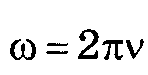 ω = 2πν